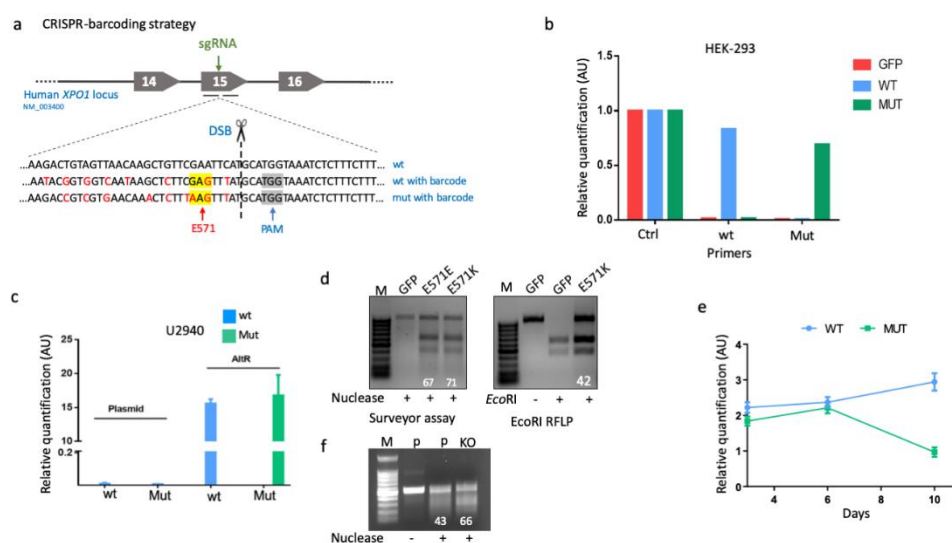 a
CRISPR-barcoding strategy
sgRNA
14
15
16
Human XPO1 locus
NM_003400
DSB
...AAGACTGTAGTTAACAAGCTGTTCGAATTCATGCATGGTAAATCTCTTTCTTT... wt
...AATACGGTGGTCAATAAGCTCTTCGAGTTTATGCATGGTAAATCTCTTTCTTT... wt with barcode
...AAGACCGTCGTGAACAAACTCTTTAAGTTTATGCATGGTAAATCTCTTTCTTT... mut with barcode
E571
PAM
b
HEK-293
GFP
WT
MUT
Relative quantification (AU)
1.5
1.0
0.5
0.0
Ctrl wt Mut
Primers
c
U2940
wt
Mut
Relative quantification (AU)
25
20
15
10
0.2
Plasmid
AltR
wt Mut wt Mut
d
M GFP E571E E571K
67 71
Nuclease + + +
Surveyor assay
M GFP GFP E571K
42
EcoRI - + +
EcoRI RFLP
e
WT MUT
Relative quantification (AU)
4
3
2
1
0
4 6 8 10
Days
f
M p p KO
43 66
Nuclease - + +